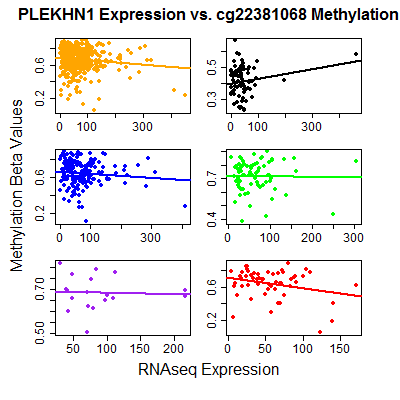 PLEKHN1 Expression vs. cg22381068 Methylation
Methylation Beta Values
0.2 0.6
0 100 300
0.3 0.5
0 100 300
0.2 0.6
0 100 300
0.4 0.7
0 50 100 200 300
0.50 0.70
50 100 150 200
0.2 0.6
0 50 100 150
RNAseq Expression